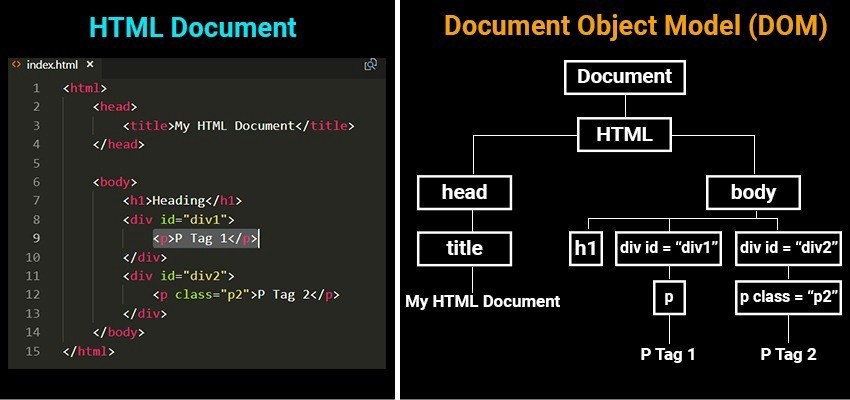 HTML Document
index.html ×
1 <html>
2 <head>
3 <title>My HTML Document</title>
4 </head>
5
6 <body>
7 <h1>Heading</h1>
8 <div id="div1">
9 <p>P Tag 1</p>
10 </div>
11 <div id="div2">
12 <p class="p2">P Tag 2</p>
13 </div>
14 </body>
15 </html>
Document Object Model (DOM)
Document
HTML
head body
title h1 div id = “div1” div id = “div2”
My HTML Document p p class = “p2”
P Tag 1 P Tag 2